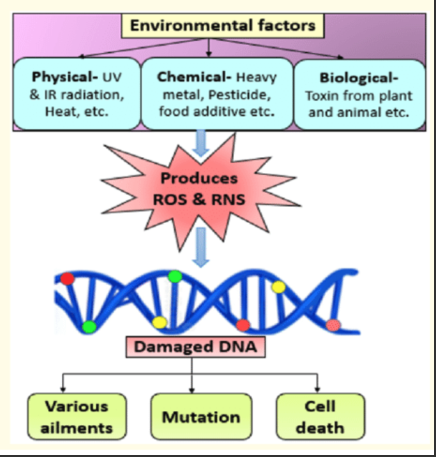 Environmental factors
Physical- UV
& IR radiation,
Heat, etc.
Chemical- Heavy
metal, Pesticide,
food additive etc.
Biological-
Toxin from plant
and animal etc.
Produces
ROS & RNS
Damaged DNA
Various
ailments
Mutation
Cell
death